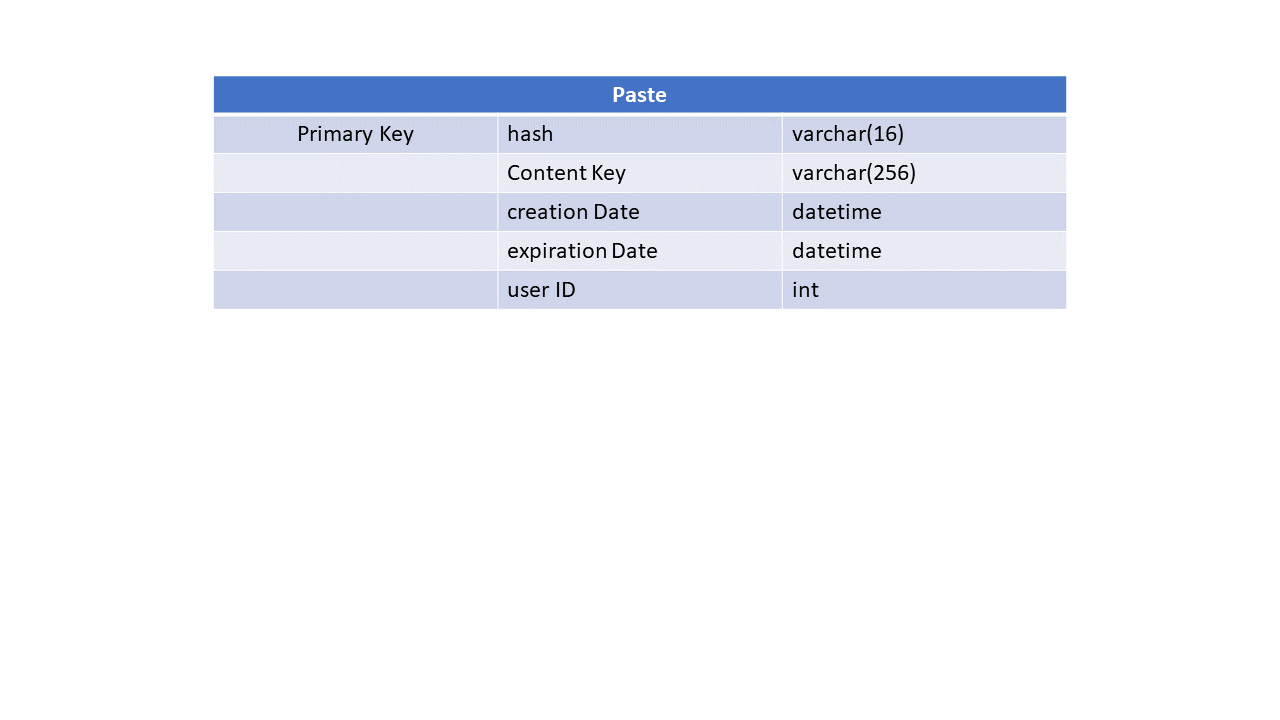 Paste
Primary Key hash varchar(16)
Content Key varchar(256)
creation Date datetime
expiration Date datetime
user ID int